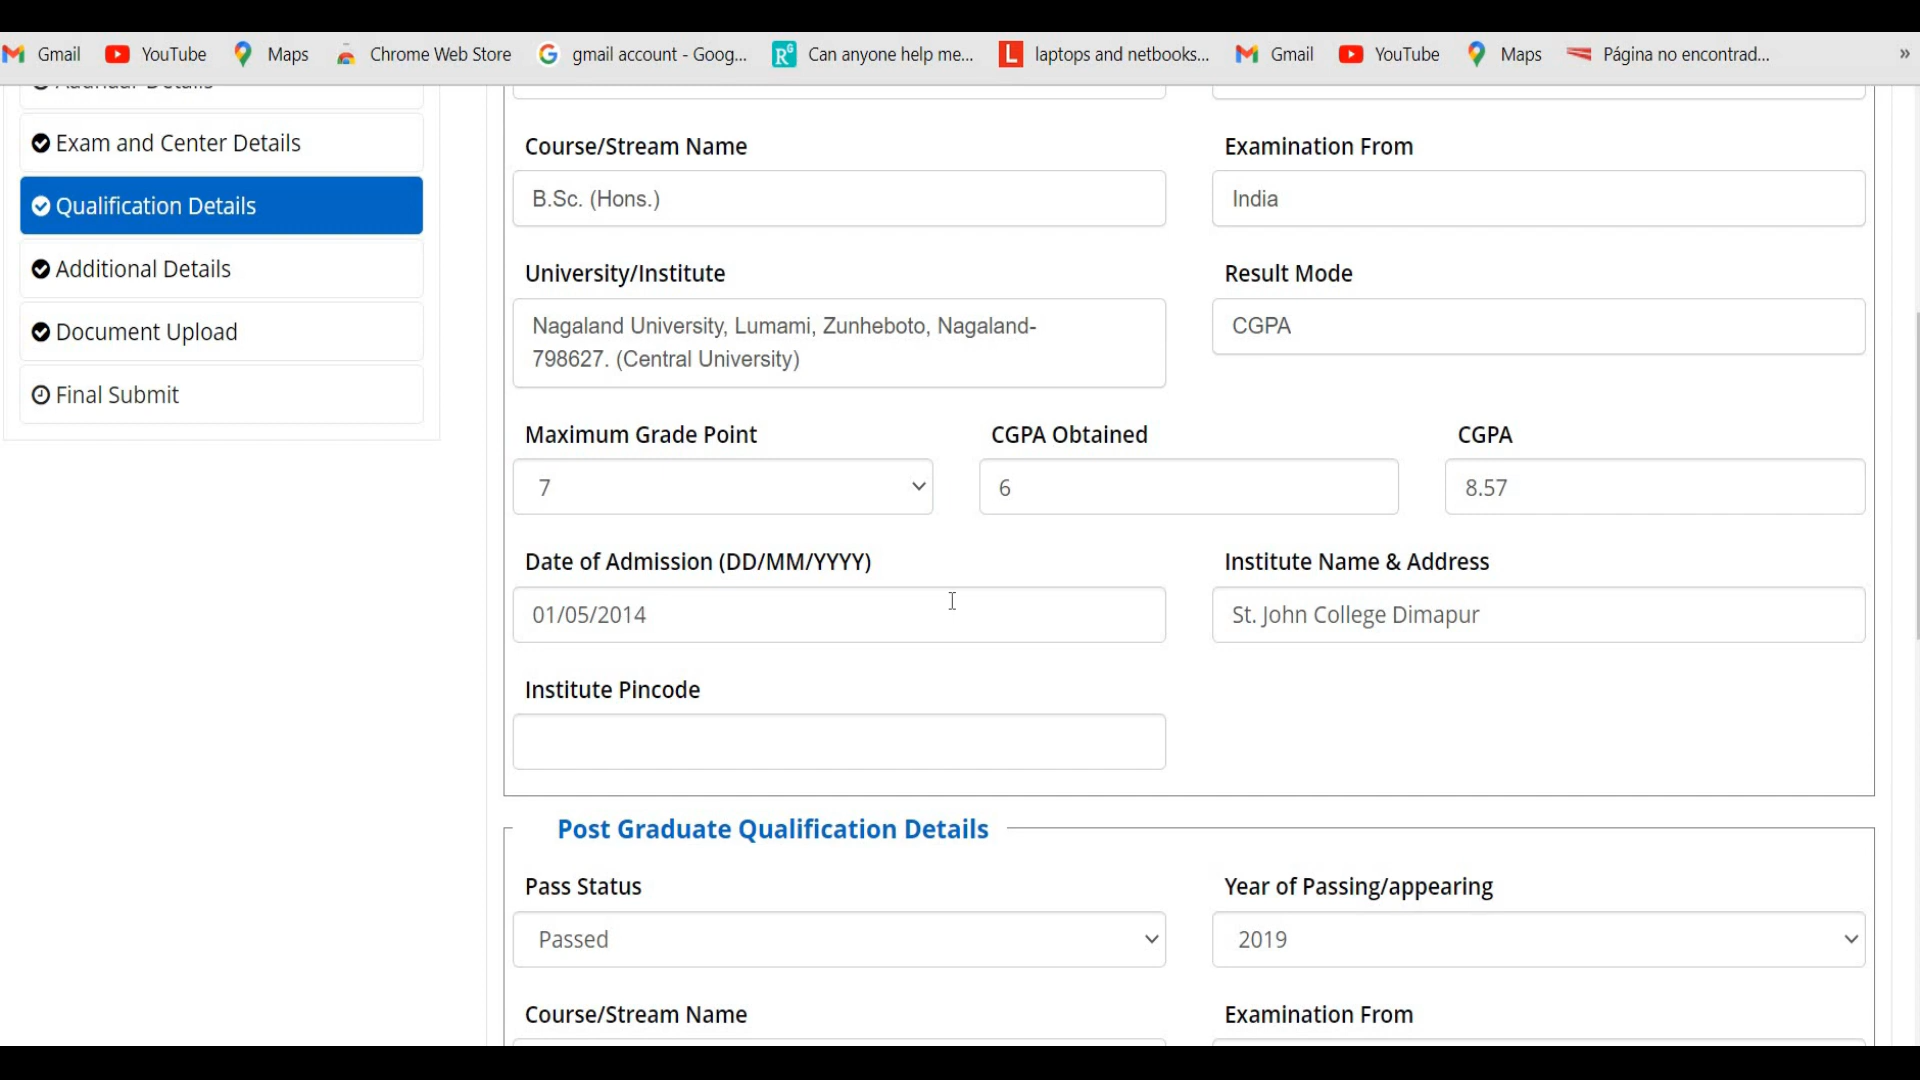 Gmail YouTube Maps Chrome Web Store gmail account - Goog... Can anyone help me... laptops and netbooks... Gmail YouTube Maps Página no encontrad... »
Exam and Center Details
Qualification Details
Additional Details
Document Upload
Final Submit
Course/Stream Name Examination From
B.Sc. (Hons.) India
University/Institute Result Mode
Nagaland University, Lumami, Zunheboto, Nagaland- CGPA
798627. (Central University)
Maximum Grade Point CGPA Obtained CGPA
7 6 8.57
Date of Admission (DD/MM/YYYY) Institute Name & Address
01/05/2014 St. John College Dimapur
Institute Pincode
Post Graduate Qualification Details
Pass Status Year of Passing/appearing
Passed 2019
Course/Stream Name Examination From